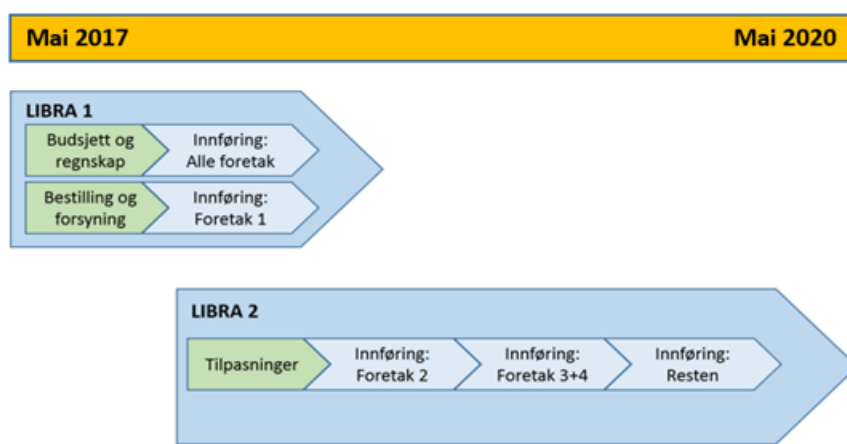 Mai 2017 Mai 2020
LIBRA 1
Budsjett og
regnskap
Innføring:
Alle foretak
Bestilling og
forsyning
Innføring:
Foretak 1
LIBRA 2
Tilpasninger
Innføring:
Foretak 2
Innføring:
Foretak 3+4
Innføring:
Resten